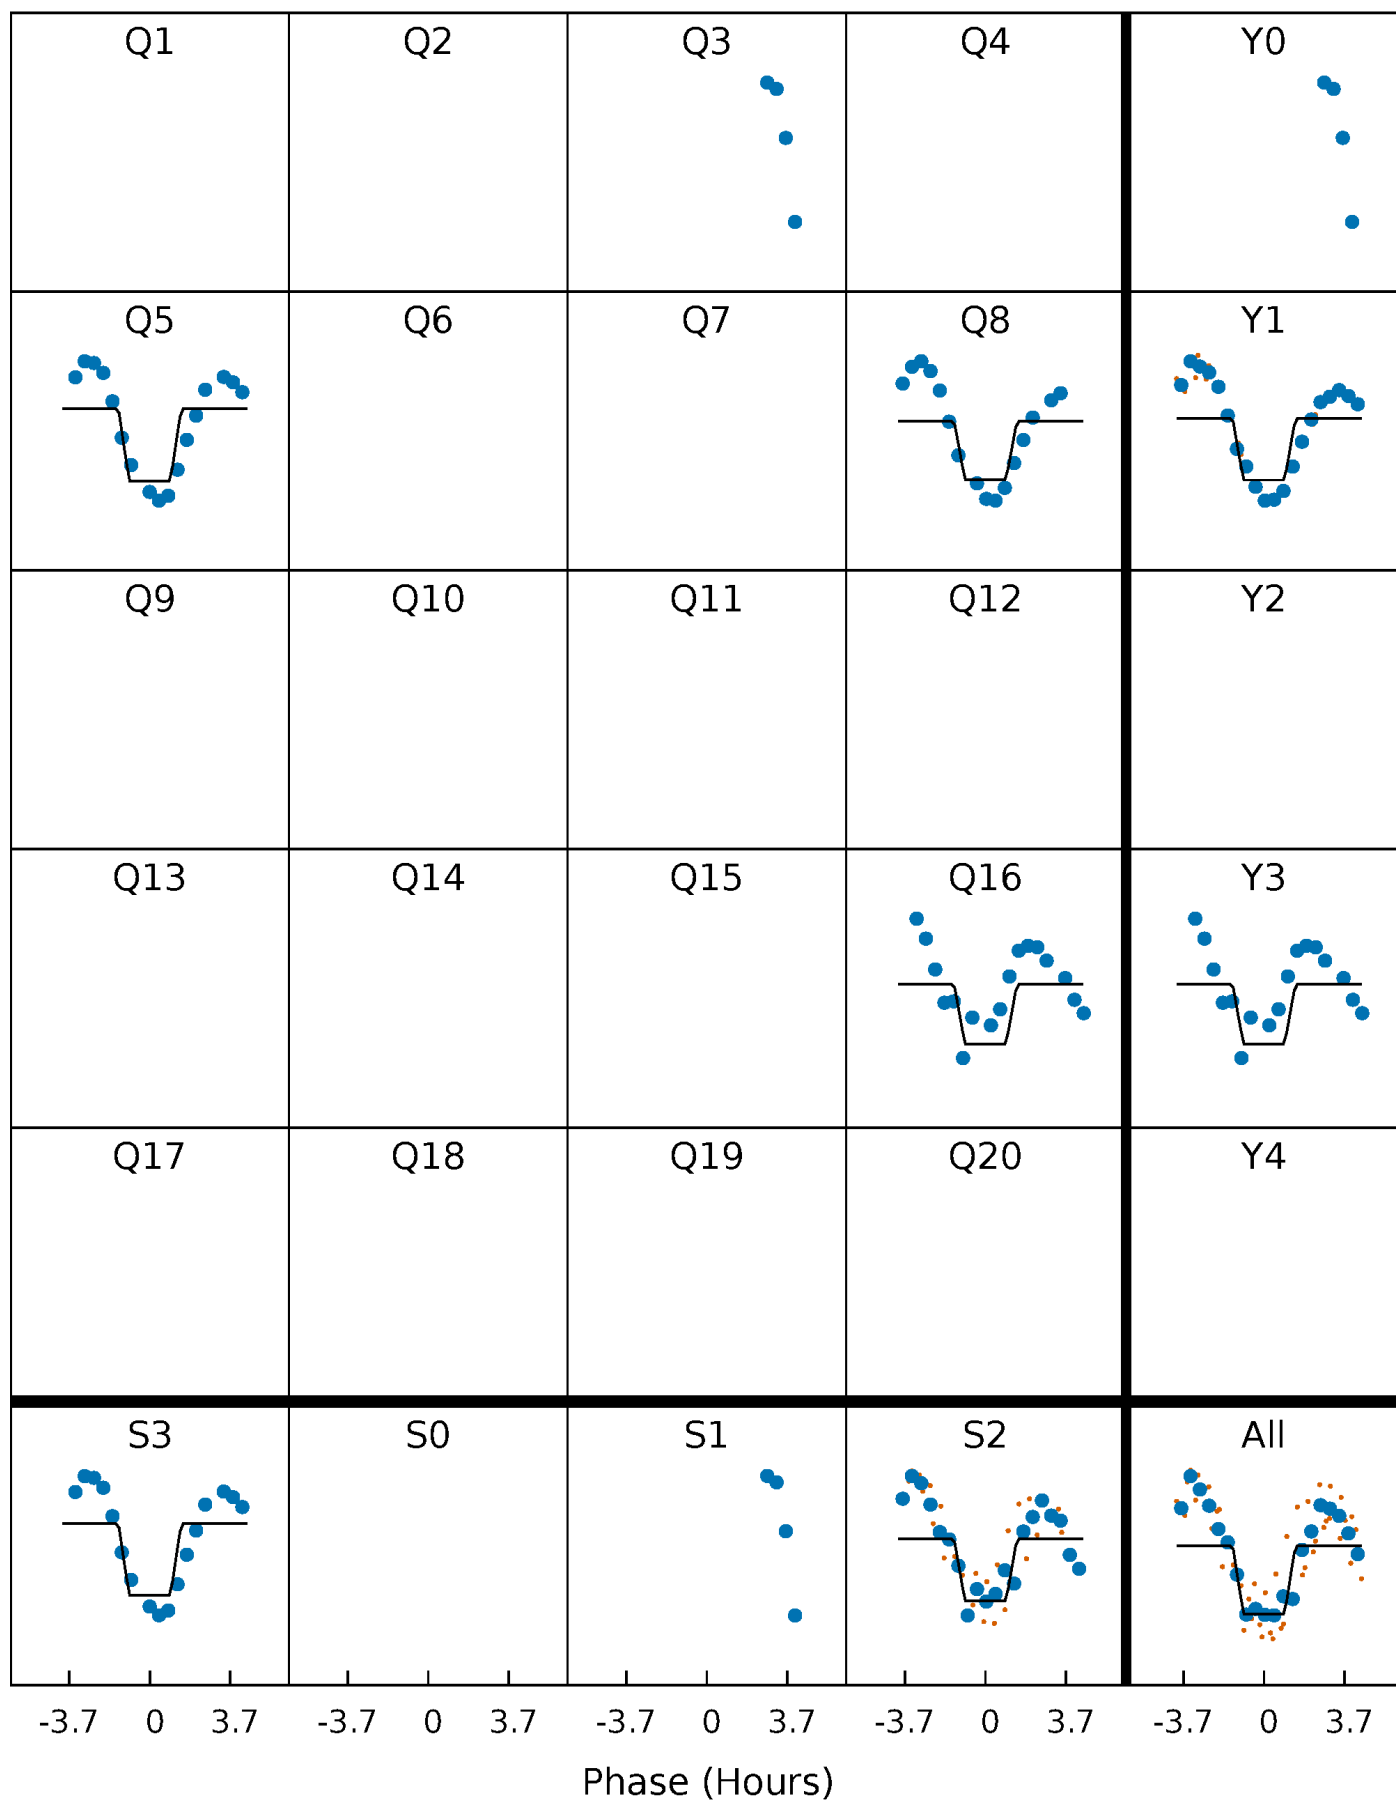 Q1 Q2 Q3 Q4 Y0
Q5 Q6 Q7 Q8 Y1
Q9 Q10 Q11 Q12 Y2
Q13 Q14 Q15 Q16 Y3
Q17 Q18 Q19 Q20 Y4
S3 S0 S1 S2 All
-3.7 0 3.7 -3.7 0 3.7 -3.7 0 3.7 -3.7 0 3.7 -3.7 0 3.7
Phase (Hours)